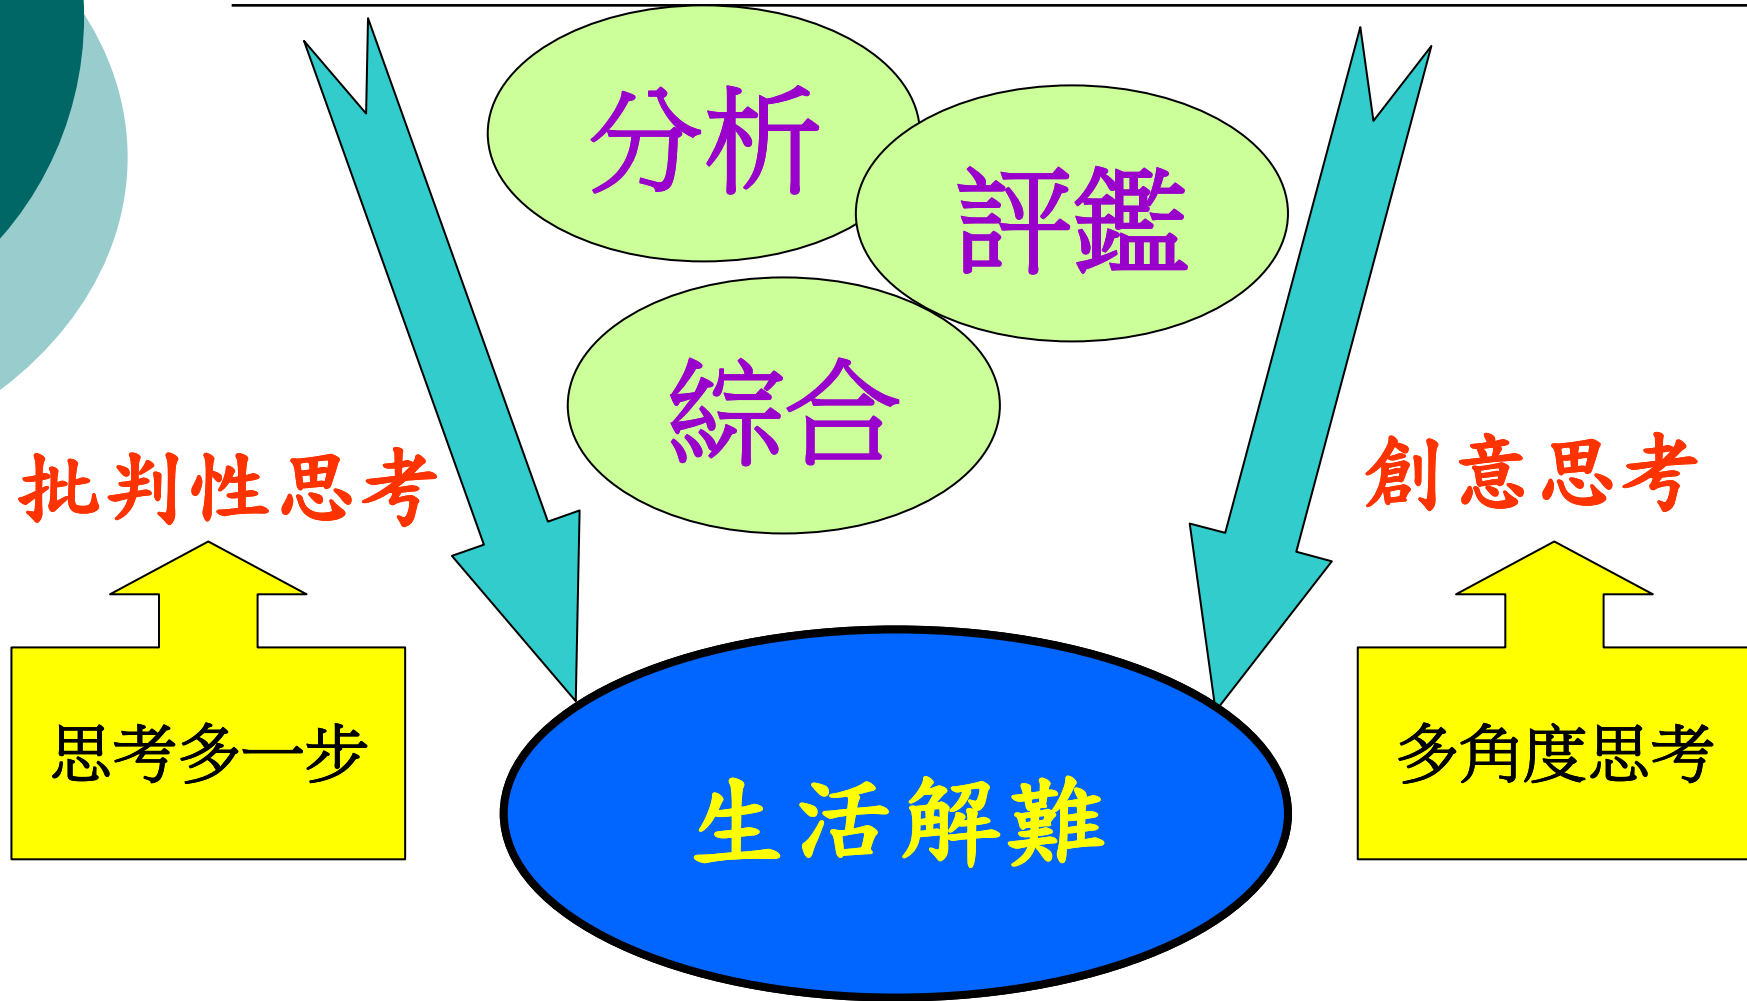 分析
評鑑
綜合
批判性思考
創意思考
思考多一步
多角度思考
生活解難